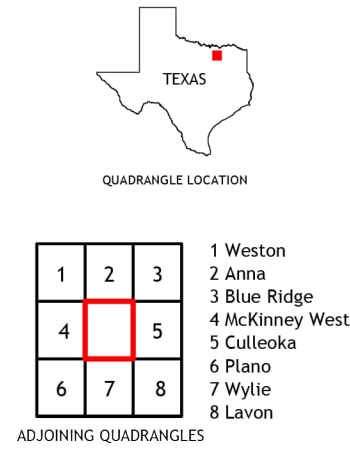 TEXAS
QUADRANGLE LOCATION
1 2 3
4 5
6 7 8
1 Weston
2 Anna
3 Blue Ridge
4 McKinney West
5 Culleoka
6 Plano
7 Wylie
8 Lavon
ADJOINING QUADRANGLES